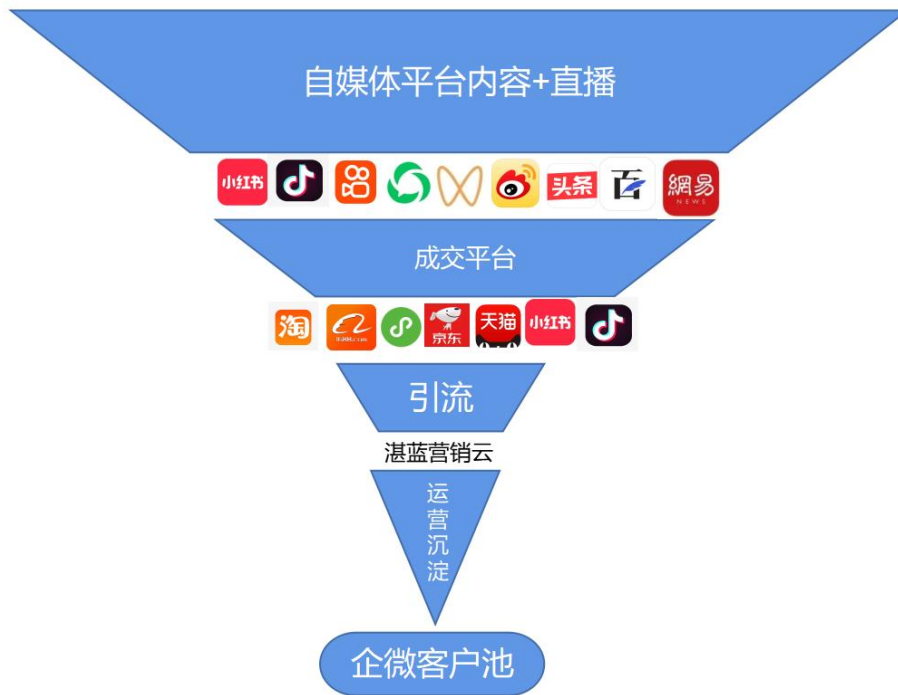 自媒体平台内容+直播
小红书
头条
百
網易
NEWS
成交平台
淘
京东
天猫
小红书
引流
湛蓝营销云
运营沉淀
企微客户池